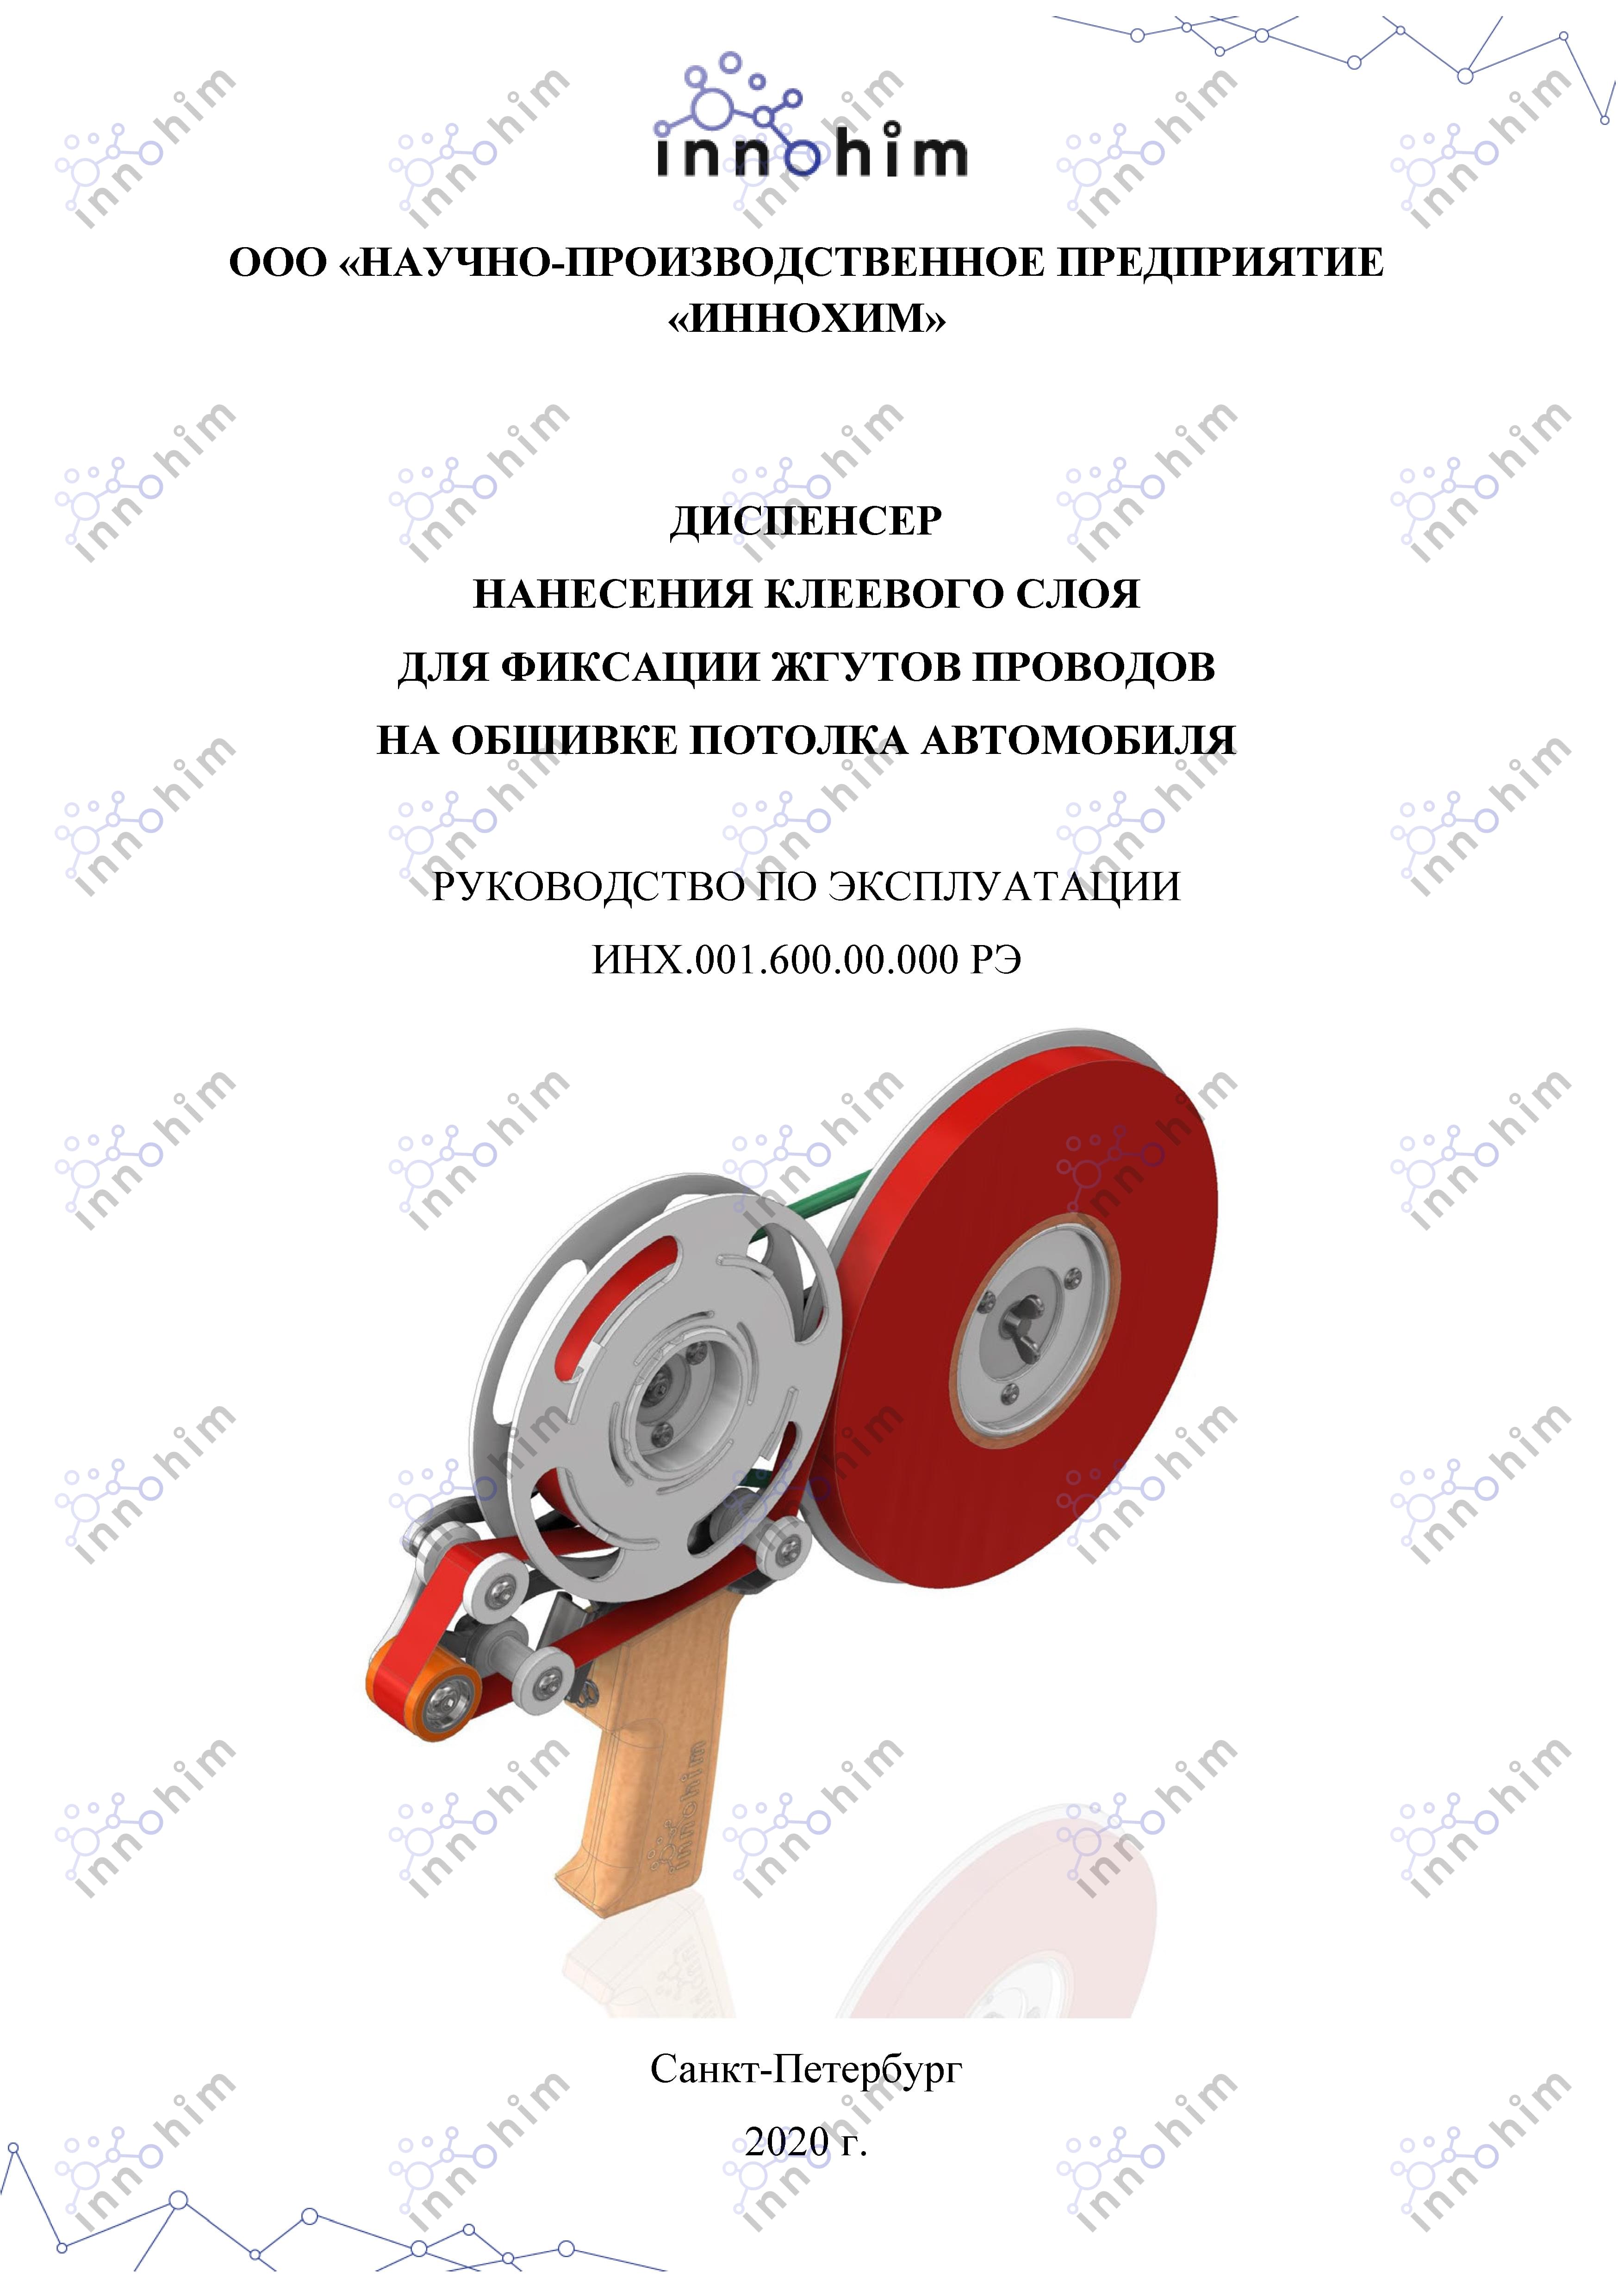 innohim
ООО «НАУЧНО-ПРОИЗВОДСТВЕННОЕ ПРЕДПРИЯТИЕ
«ИННОХИМ»
ДИСПЕНСЕР
НАНЕСЕНИЯ КЛЕЕВОГО СЛОЯ
ДЛЯ ФИКСАЦИИ ЖГУТОВ ПРОВОДОВ
НА ОБШИВКЕ ПОТОЛКА АВТОМОБИЛЯ
РУКОВОДСТВО ПО ЭКСПЛУАТАЦИИ
ИНХ.001.600.00.000 РЭ
innohim
Санкт-Петербург
2020 г.